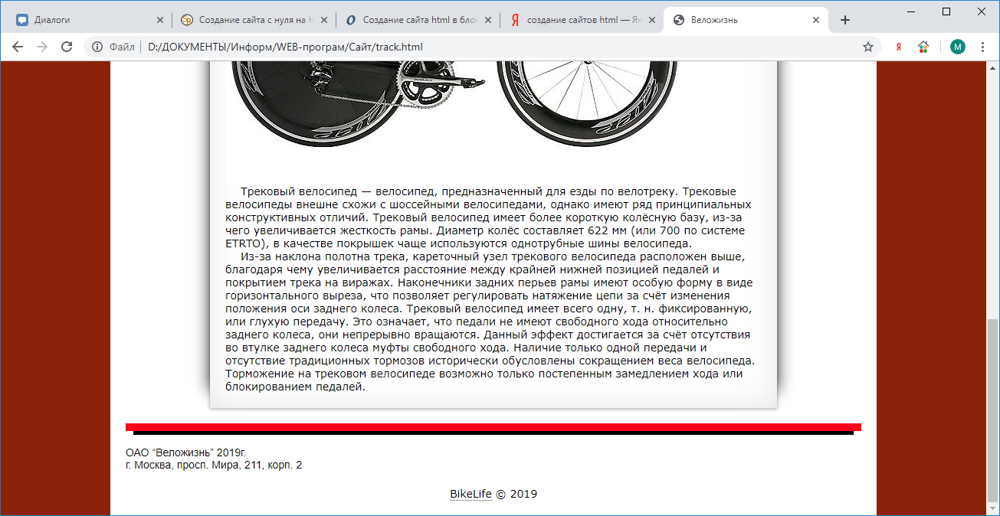 Диалоги
Создание сайта с нуля на H
Создание сайта html в бло
создание сайтов html — Ян
Веложизнь
Файл D:/ДОКУМЕНТЫ/Информ/WEB-програм/Сайт/track.html
Я
M
Трековый велосипед — велосипед, предназначенный для езды по велотреку. Трековые
велосипеды внешне схожи с шоссейными велосипедами, однако имеют ряд принципиальных
конструктивных отличий. Трековый велосипед имеет более короткую колёсную базу, из-за
чего увеличивается жесткость рамы. Диаметр колёс составляет 622 мм (или 700 по системе
ETRTO), в качестве покрышек чаще используются однотрубные шины велосипеда.
Из-за наклона полотна трека, кареточный узел трекового велосипеда расположен выше,
благодаря чему увеличивается расстояние между крайней нижней позицией педалей и
покрытием трека на виражах. Наконечники задних перьев рамы имеют особую форму в виде
горизонтального выреза, что позволяет регулировать натяжение цепи за счёт изменения
положения оси заднего колеса. Трековый велосипед имеет всего одну, т. н. фиксированную,
или глухую передачу. Это означает, что педали не имеют свободного хода относительно
заднего колеса, они непрерывно вращаются. Данный эффект достигается за счёт отсутствия
во втулке заднего колеса муфты свободного хода. Наличие только одной передачи и
отсутствие традиционных тормозов исторически обусловлены сокращением веса велосипеда.
Торможение на трековом велосипеде возможно только постепенным замедлением хода или
блокированием педалей.
ОАО “Веложизнь” 2019г.
г. Москва, просп. Мира, 211, корп. 2
BikeLife © 2019